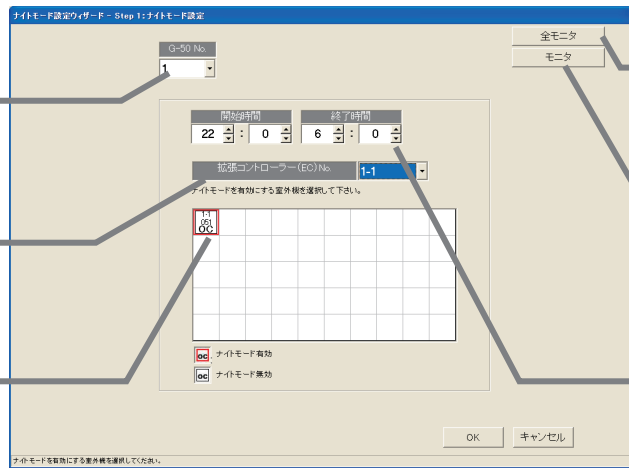 ナイトモード設定ウィザード - Step 1:ナイトモード設定
全モニタ
モニタ
G-50 No.
1
開始時間 終了時間
22 : 0 6 : 0
拡張コントローラー(EC)No. 1-1
ナイトモードを有効にする室外機を選択して下さい。
1-1
051
OC
OC : ナイトモード有効
OC : ナイトモード無効
OK キャンセル
ナイトモードを有効にする室外機を選択してください。